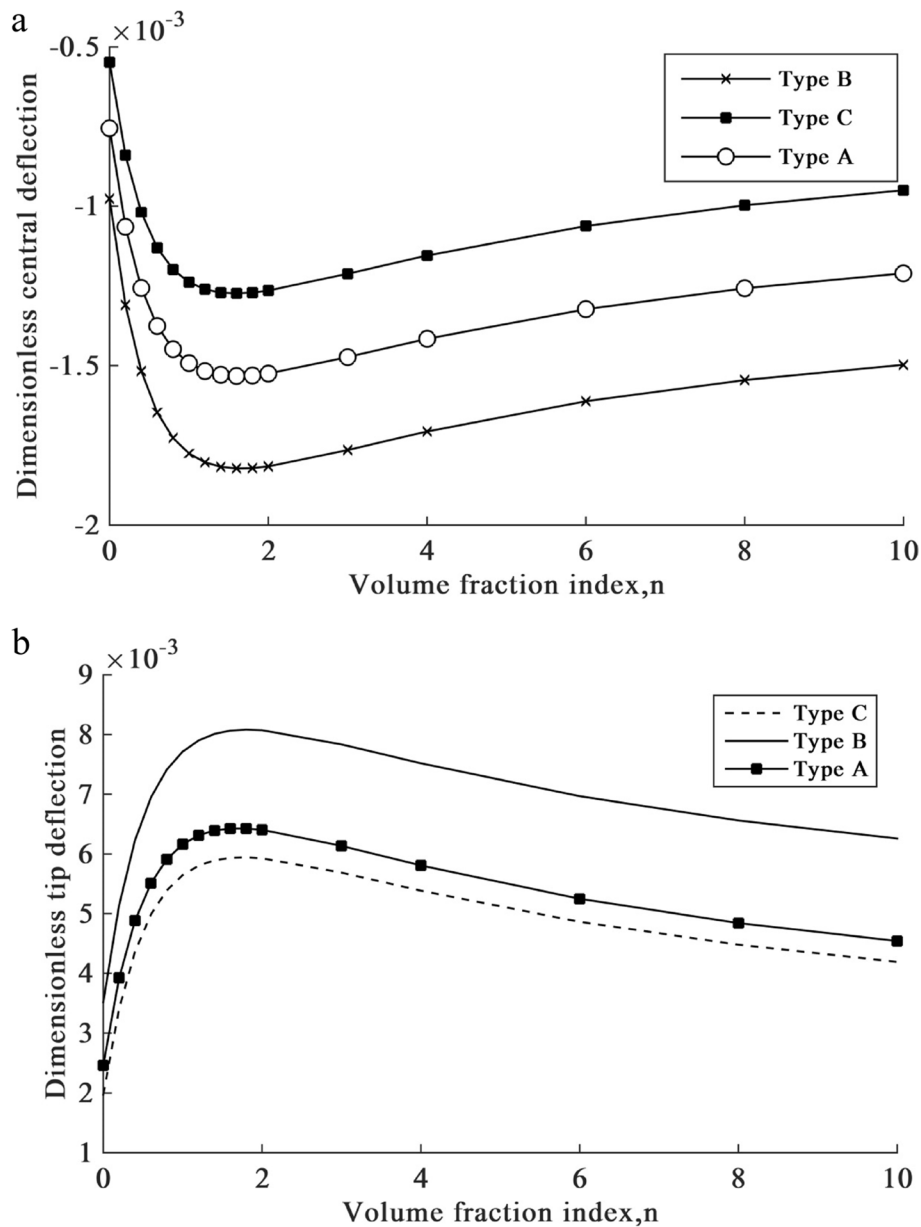 a
×10⁻³
-0.5
-1
-1.5
-2
Dimensionless central deflection
Type B
Type C
Type A
0 2 4 6 8 10
Volume fraction index,n
b
×10⁻³
9
8
7
6
5
4
3
2
1
Dimensionless tip deflection
Type C
Type B
Type A
0 2 4 6 8 10
Volume fraction index,n